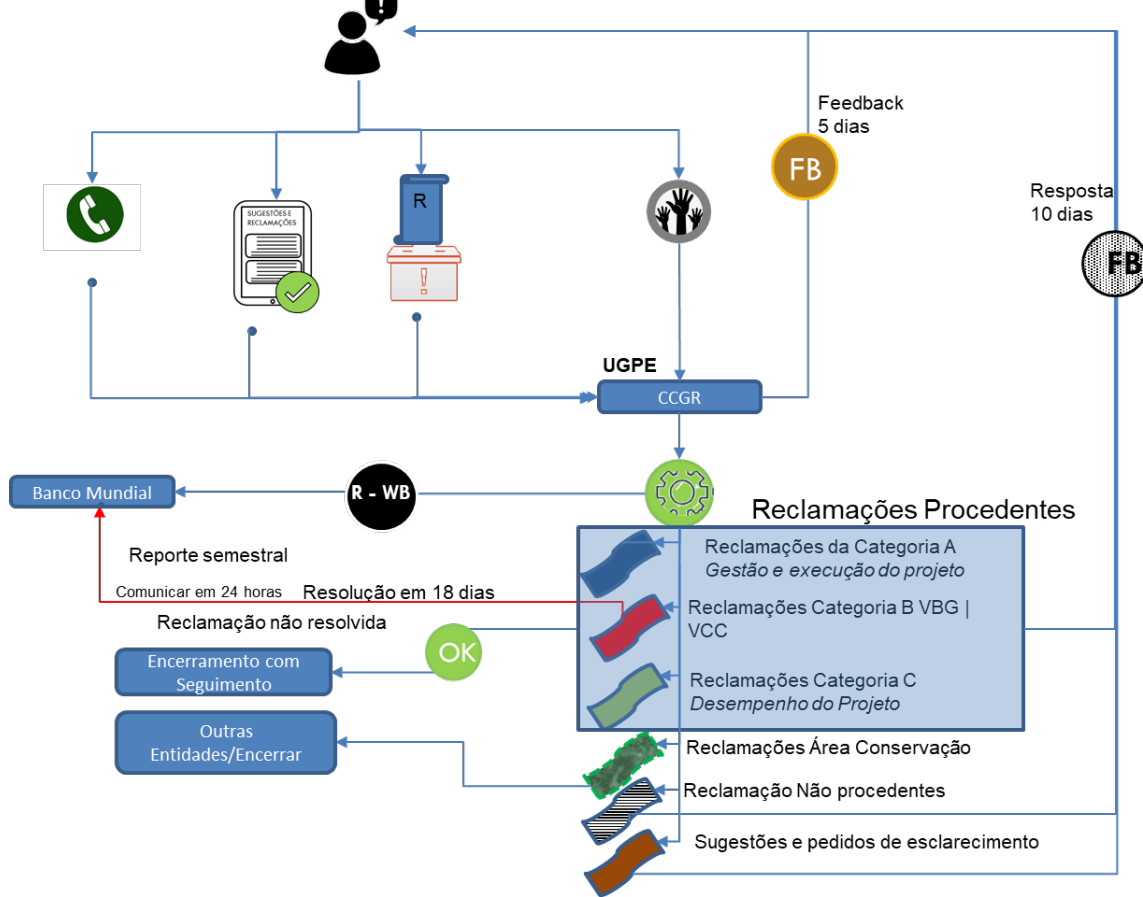 !
Feedback
5 dias
FB
Resposta
10 dias
FB
SUGESTÕES E
RECLAMAÇÕES
R
!
UGPE
CCGR
Banco Mundial
R - WB
Reclamações Procedentes
Reporte semestral
Reclamações da Categoria A
Gestão e execução do projeto
Comunicar em 24 horas
Resolução em 18 dias
Reclamações Categoria B VBG |
VCC
Reclamação não resolvida
OK
Encerramento com
Seguimento
Reclamações Categoria C
Desempenho do Projeto
Outras
Entidades/Encerrar
Reclamações Área Conservação
Reclamação Não procedentes
Sugestões e pedidos de esclarecimento